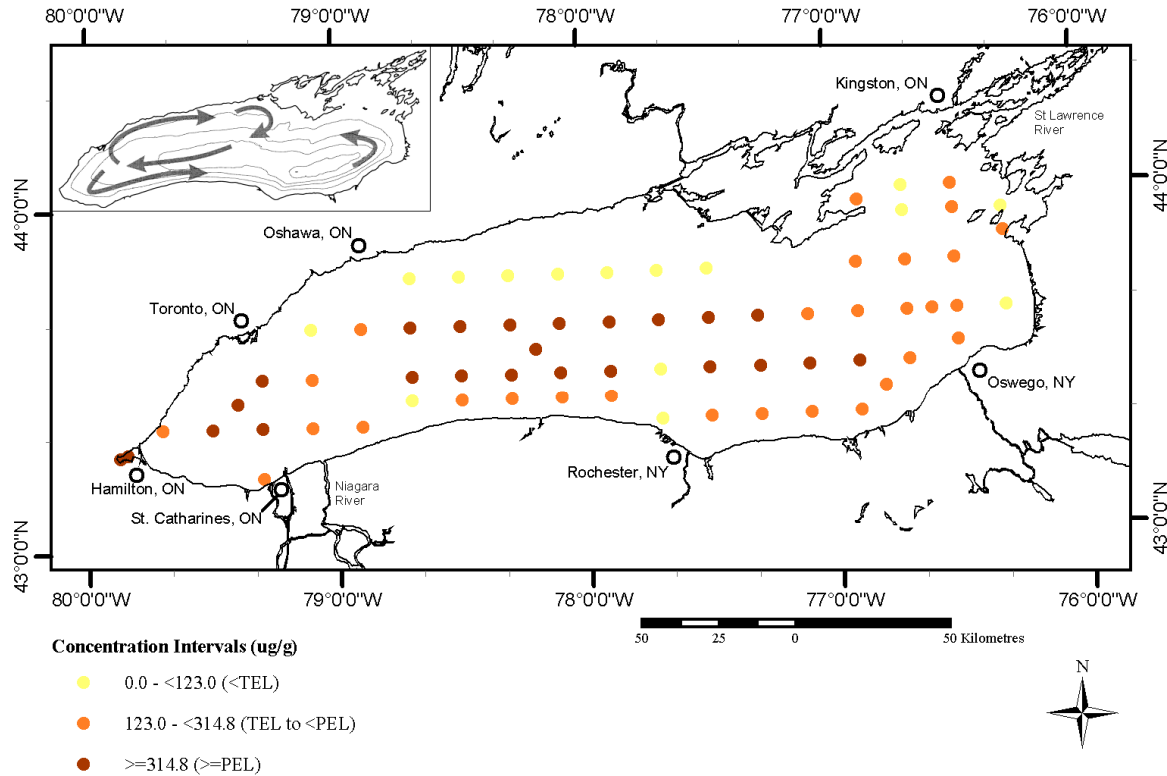 80°0'0"W 79°0'0"W 78°0'0"W 77°0'0"W 76°0'0"W
Kingston, ON
St Lawrence
River
44°0'0"N
44°0'0"N
Oshawa, ON
Toronto, ON
Oswego, NY
Rochester, NY
Hamilton, ON
Niagara
River
St. Catharines, ON
43°0'0"N
43°0'0"N
80°0'0"W 79°0'0"W 78°0'0"W 77°0'0"W 76°0'0"W
50 25 0 50 Kilometres
Concentration Intervals (ug/g)
0.0 - <123.0 (<TEL)
123.0 - <314.8 (TEL to <PEL)
>=314.8 (>=PEL)
N